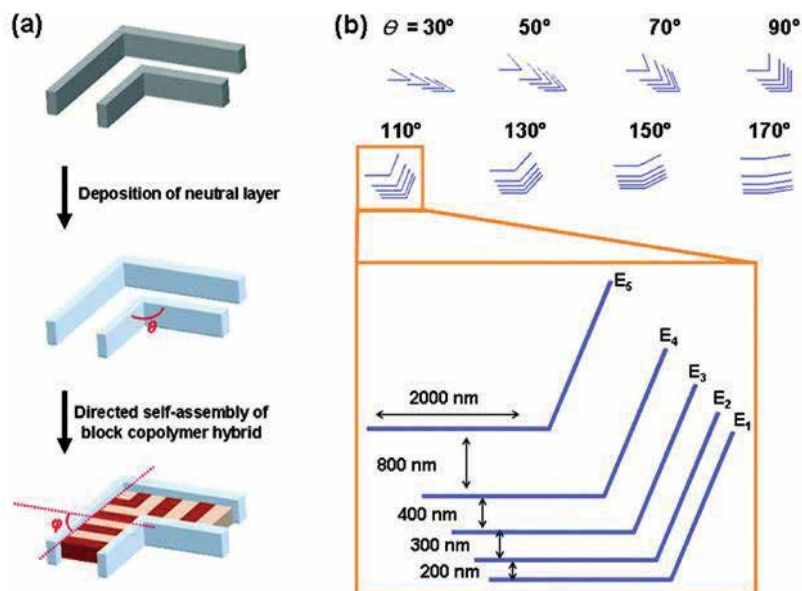 (a)
Deposition of neutral layer
θ
Directed self-assembly of
block copolymer hybrid
φ
(b)
θ = 30° 50° 70° 90°
110° 130° 150° 170°
E5
E4
E3
E2
E1
2000 nm
800 nm
400 nm
300 nm
200 nm